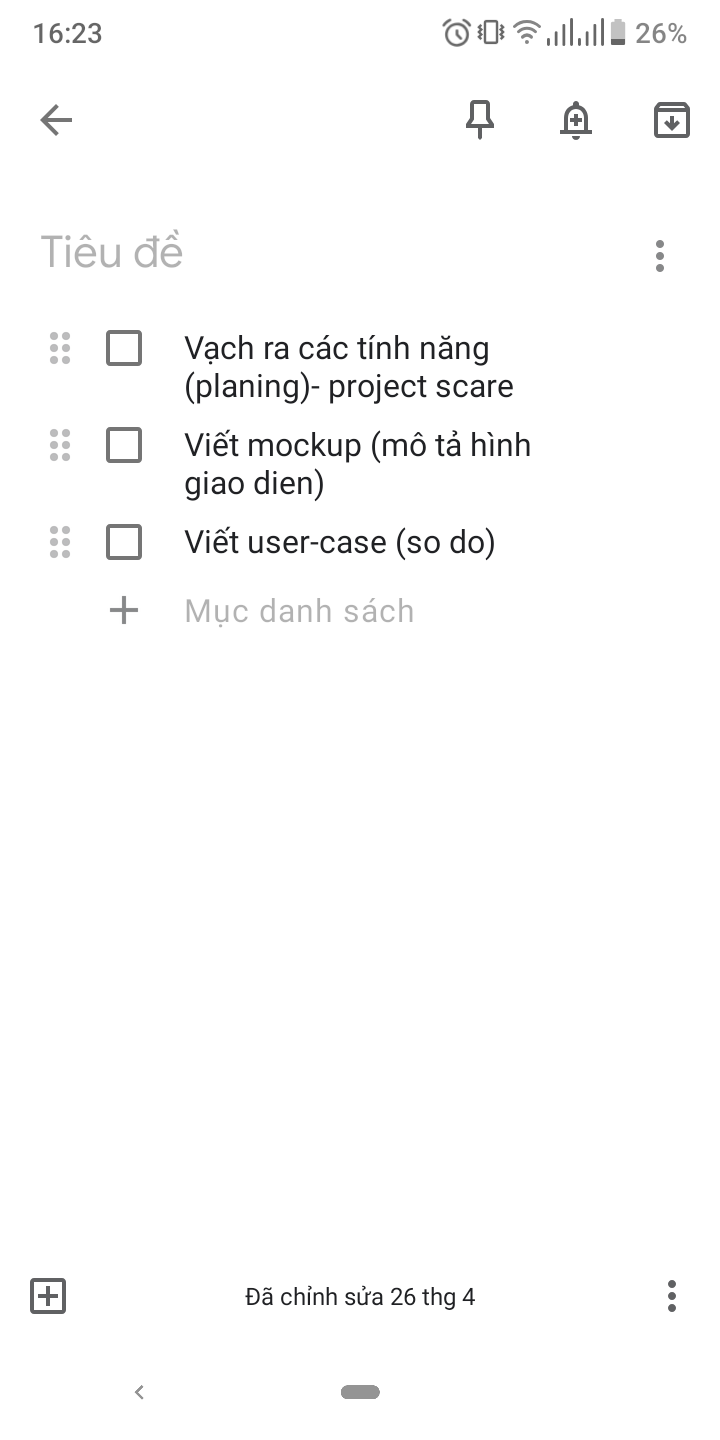 16:23
26%
Tiêu đề
Vạch ra các tính năng
(planing)- project scare
Viết mockup (mô tả hình
giao dien)
Viết user-case (so do)
Mục danh sách
Đã chỉnh sửa 26 thg 4